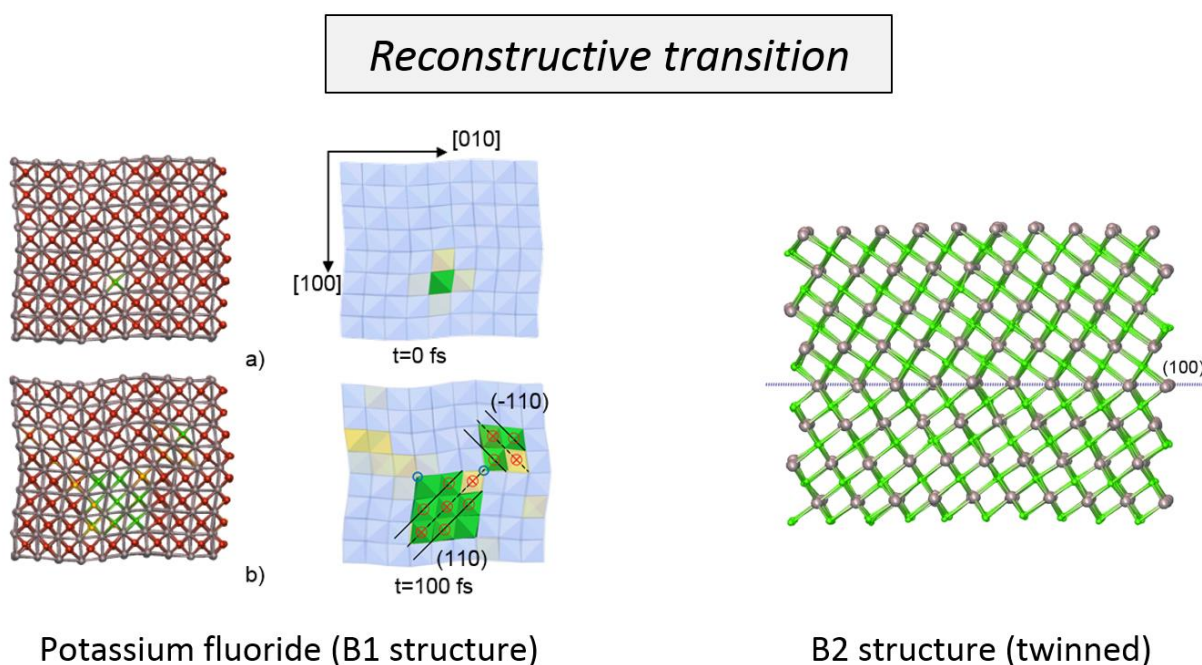 Reconstructive transition
[010]
[100]
a)
t=0 fs
(-110)
(100)
(110)
b)
t=100 fs
Potassium fluoride (B1 structure)
B2 structure (twinned)